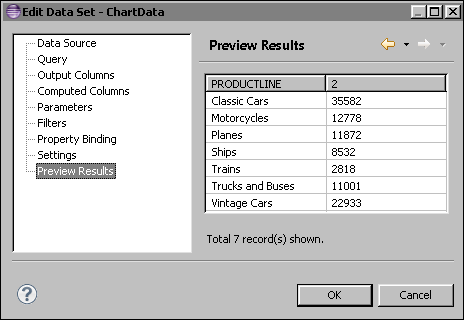 Edit Data Set - ChartData
Data Source
Query
Output Columns
Computed Columns
Parameters
Filters
Property Binding
Settings
Preview Results
Preview Results
PRODUCTLINE 2
Classic Cars 35582
Motorcycles 12778
Planes 11872
Ships 8532
Trains 2818
Trucks and Buses 11001
Vintage Cars 22933
Total 7 record(s) shown.
?
OK Cancel